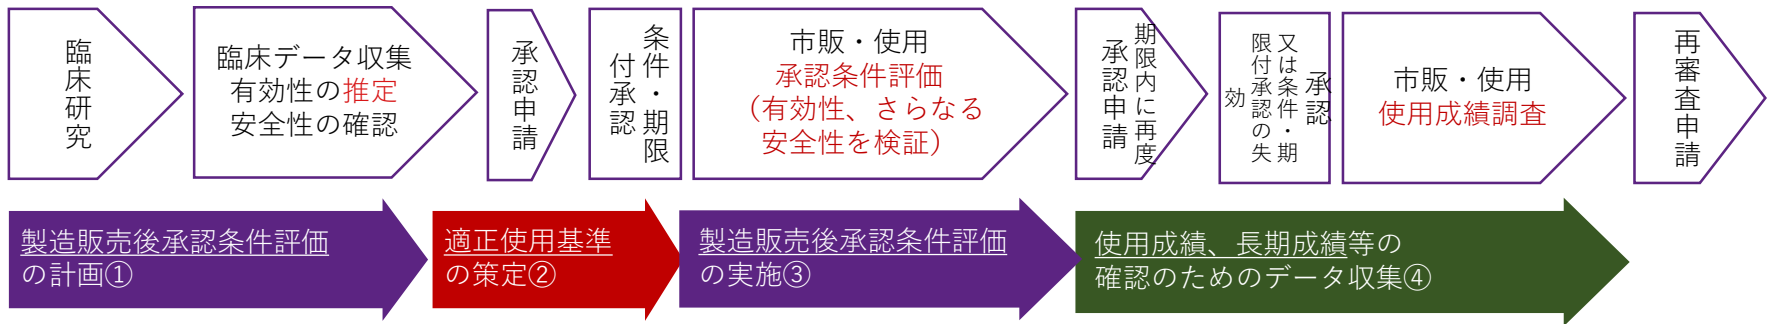 臨床研究
臨床データ収集
有効性の推定
安全性の確認
承認申請
条件・期限
付承認
市販・使用
承認条件評価
（有効性、さらなる
安全性を検証）
期限内に再度
承認申請
承認
又は条件・期
限付承認の失
効
市販・使用
使用成績調査
再審査申請
製造販売後承認条件評価
の計画①
適正使用基準
の策定②
製造販売後承認条件評価
の実施③
使用成績、長期成績等の
確認のためのデータ収集④